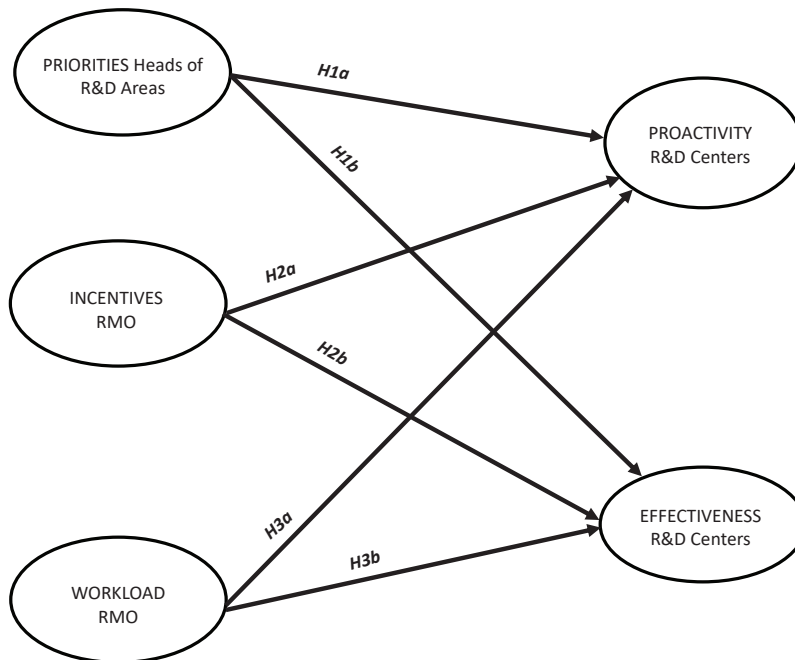 PRIORITIES Heads of
R&D Areas
H1a
PROACTIVITY
R&D Centers
H1b
H2a
INCENTIVES
RMO
H2b
EFFECTIVENESS
R&D Centers
H3a
H3b
WORKLOAD
RMO